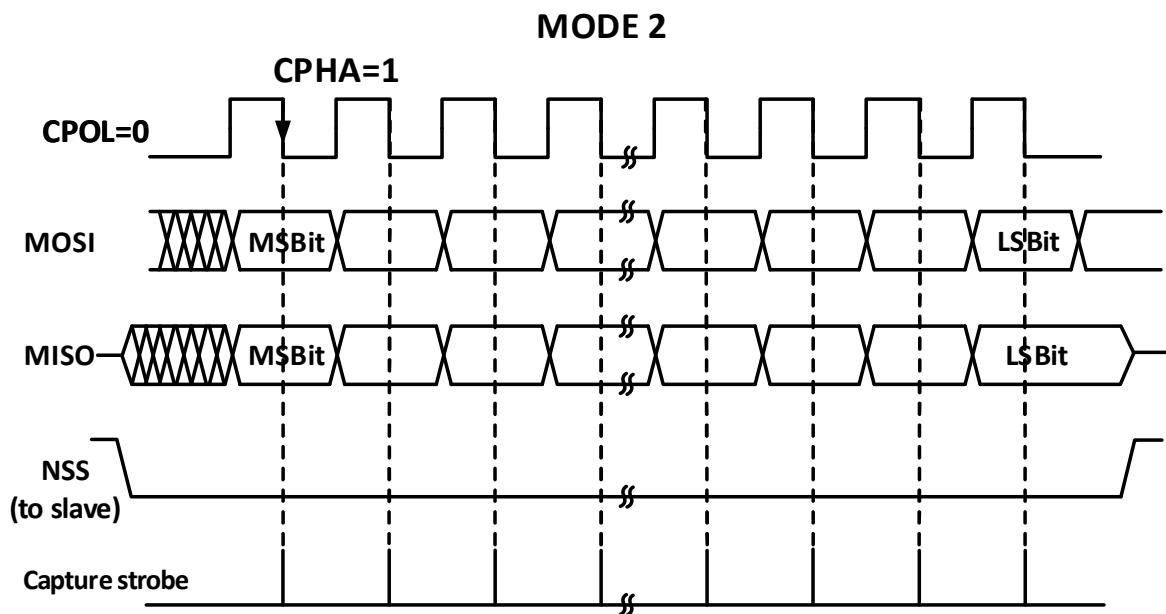 MODE 2
CPHA=1
CPOL=0
MOSI
MSBit
LSBit
MISO
MSBit
LSBit
NSS
(to slave)
Capture strobe